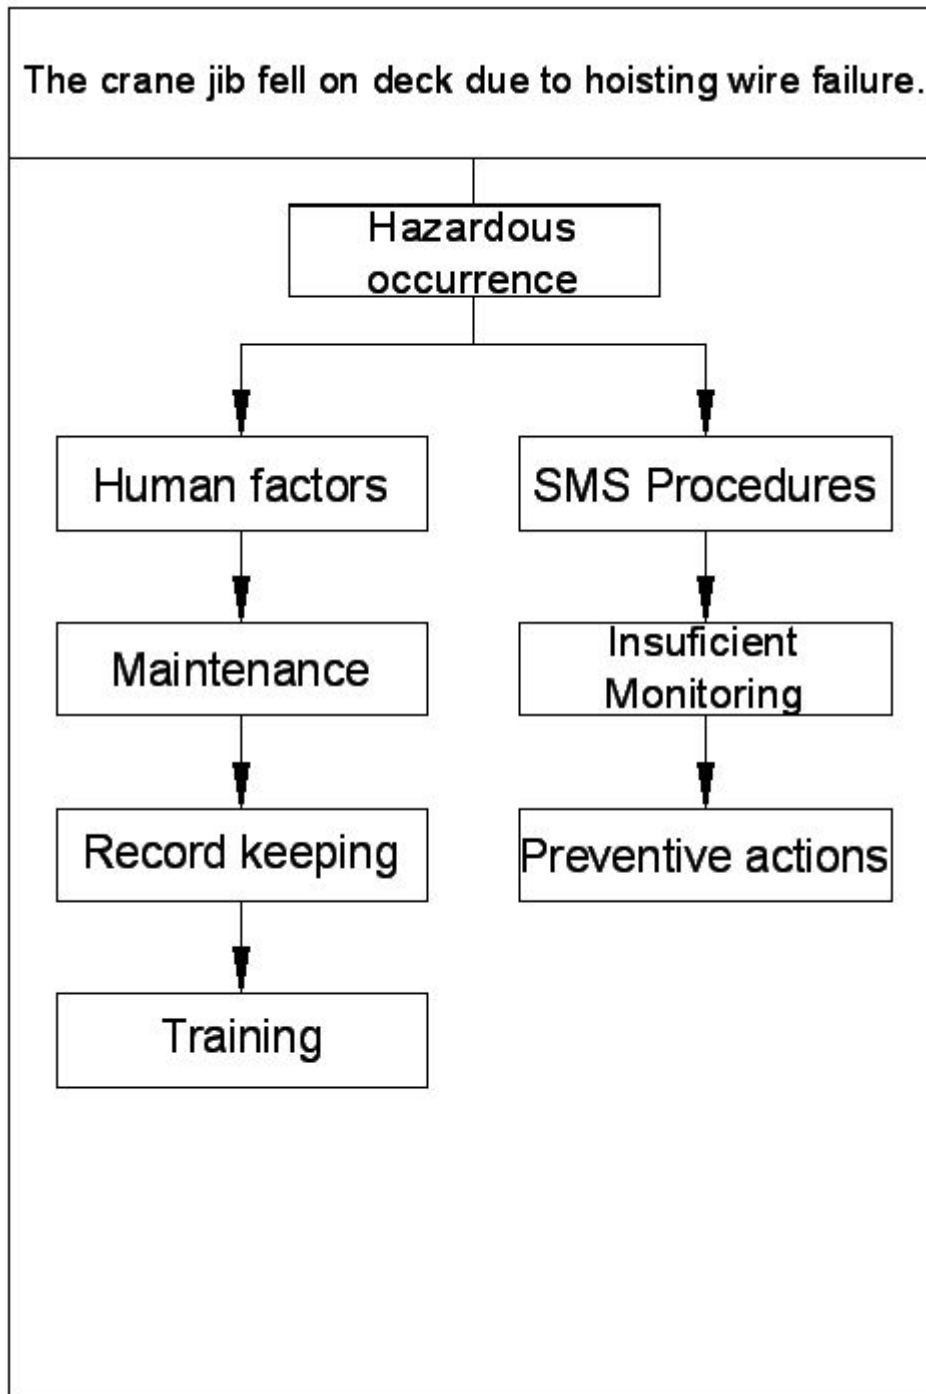 The crane jib fell on deck due to hoisting wire failure.
Hazardous
occurrence
Human factors
SMS Procedures
Maintenance
Insuficient
Monitoring
Record keeping
Preventive actions
Training